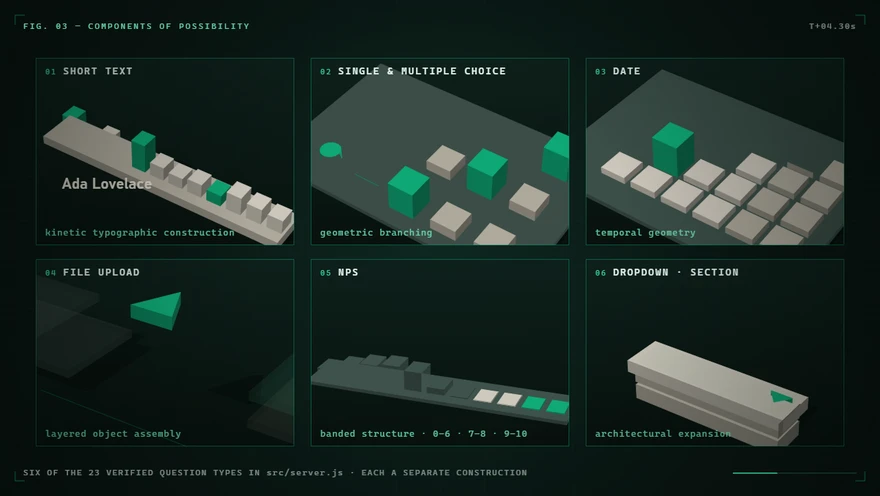 FIG. 03 — COMPONENTS OF POSSIBILITY
T+04.30s
01 SHORT TEXT
Ada Lovelace
kinetic typographic construction
02 SINGLE & MULTIPLE CHOICE
geometric branching
03 DATE
temporal geometry
04 FILE UPLOAD
layered object assembly
05 NPS
banded structure · 0–6 · 7–8 · 9–10
06 DROPDOWN · SECTION
architectural expansion
SIX OF THE 23 VERIFIED QUESTION TYPES IN src/server.js · EACH A SEPARATE CONSTRUCTION